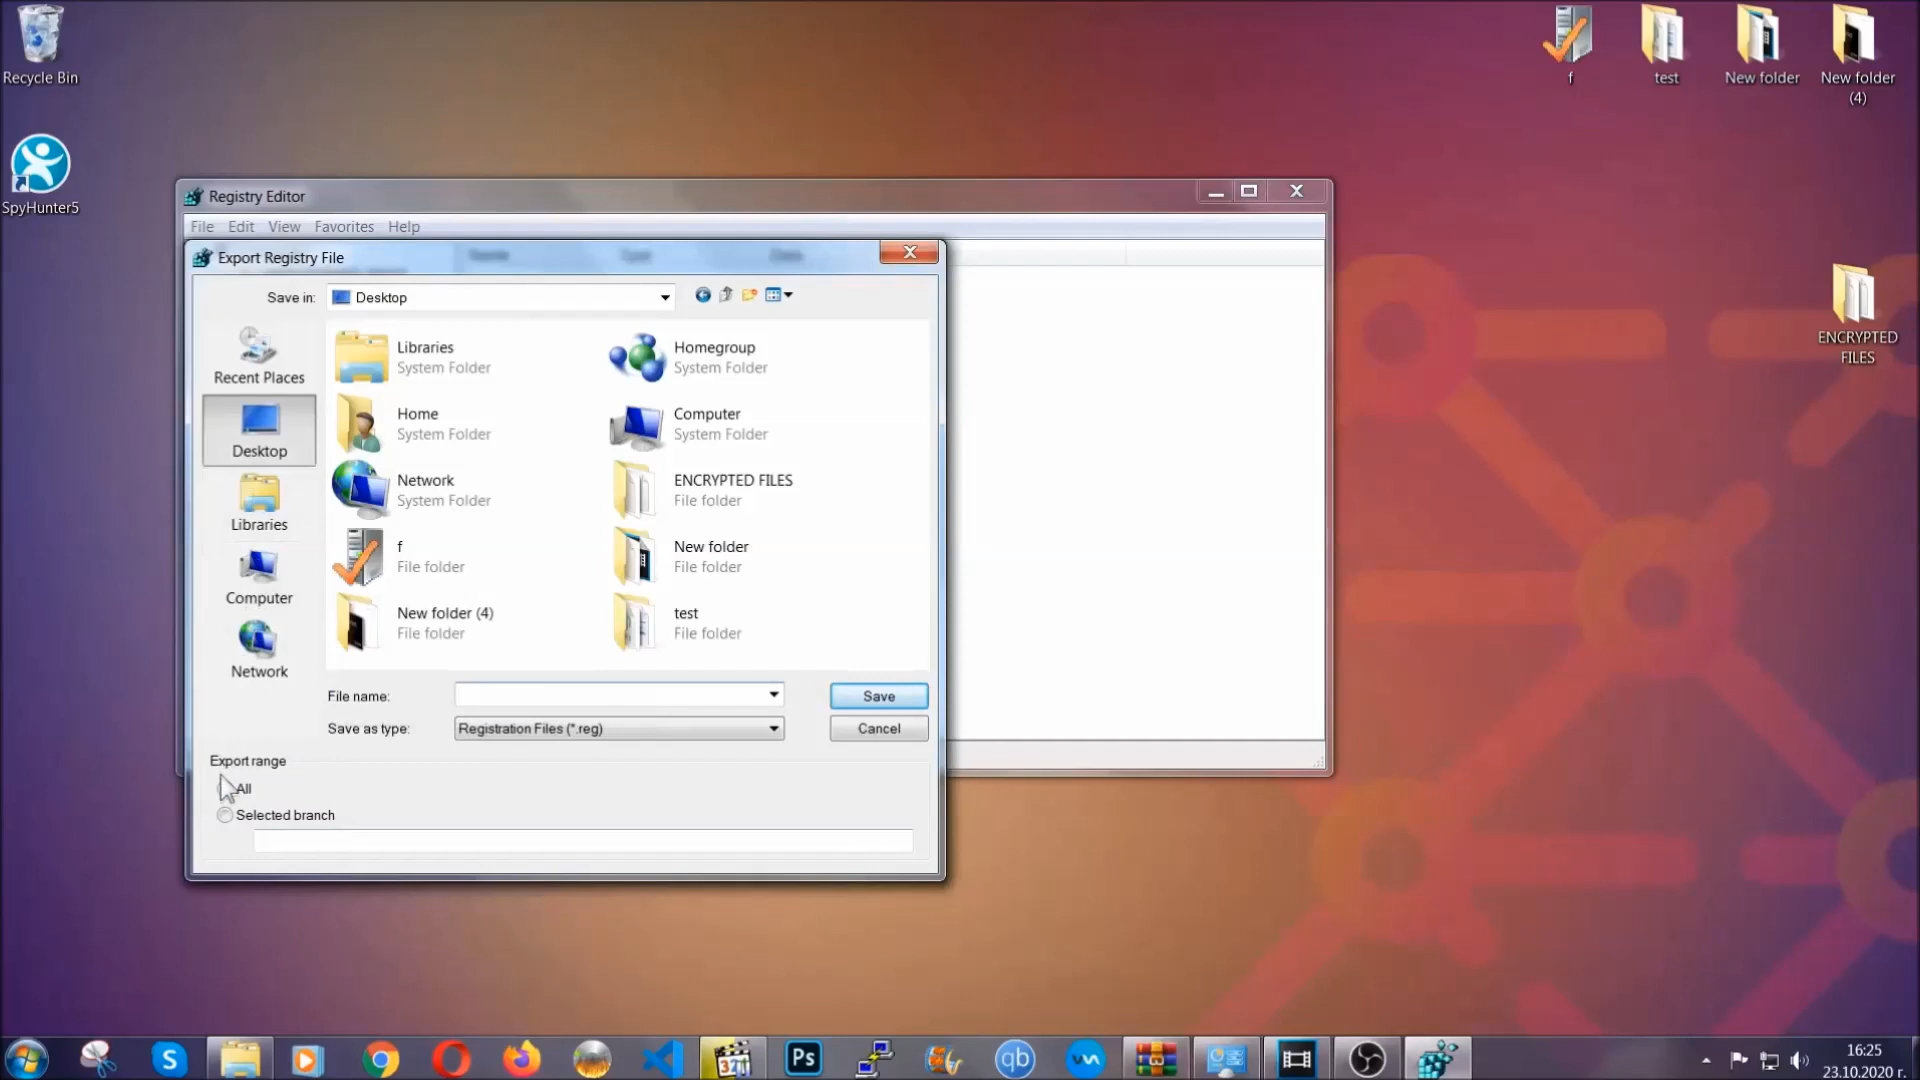 Recycle Bin
SpyHunter5
f
test
New folder
New folder
(4)
ENCRYPTED
FILES
Registry Editor
File Edit View Favorites Help
Export Registry File
Save in:
Desktop
Recent Places
Desktop
Libraries
Computer
Network
Libraries
System Folder
Homegroup
System Folder
Home
System Folder
Computer
System Folder
Network
System Folder
ENCRYPTED FILES
File folder
f
File folder
New folder
File folder
New folder (4)
File folder
test
File folder
File name:
Save
Save as type:
Registration Files (*.reg)
Cancel
Export range
All
Selected branch
S
321
Ps
qb
16:25
23.10.2020 г.